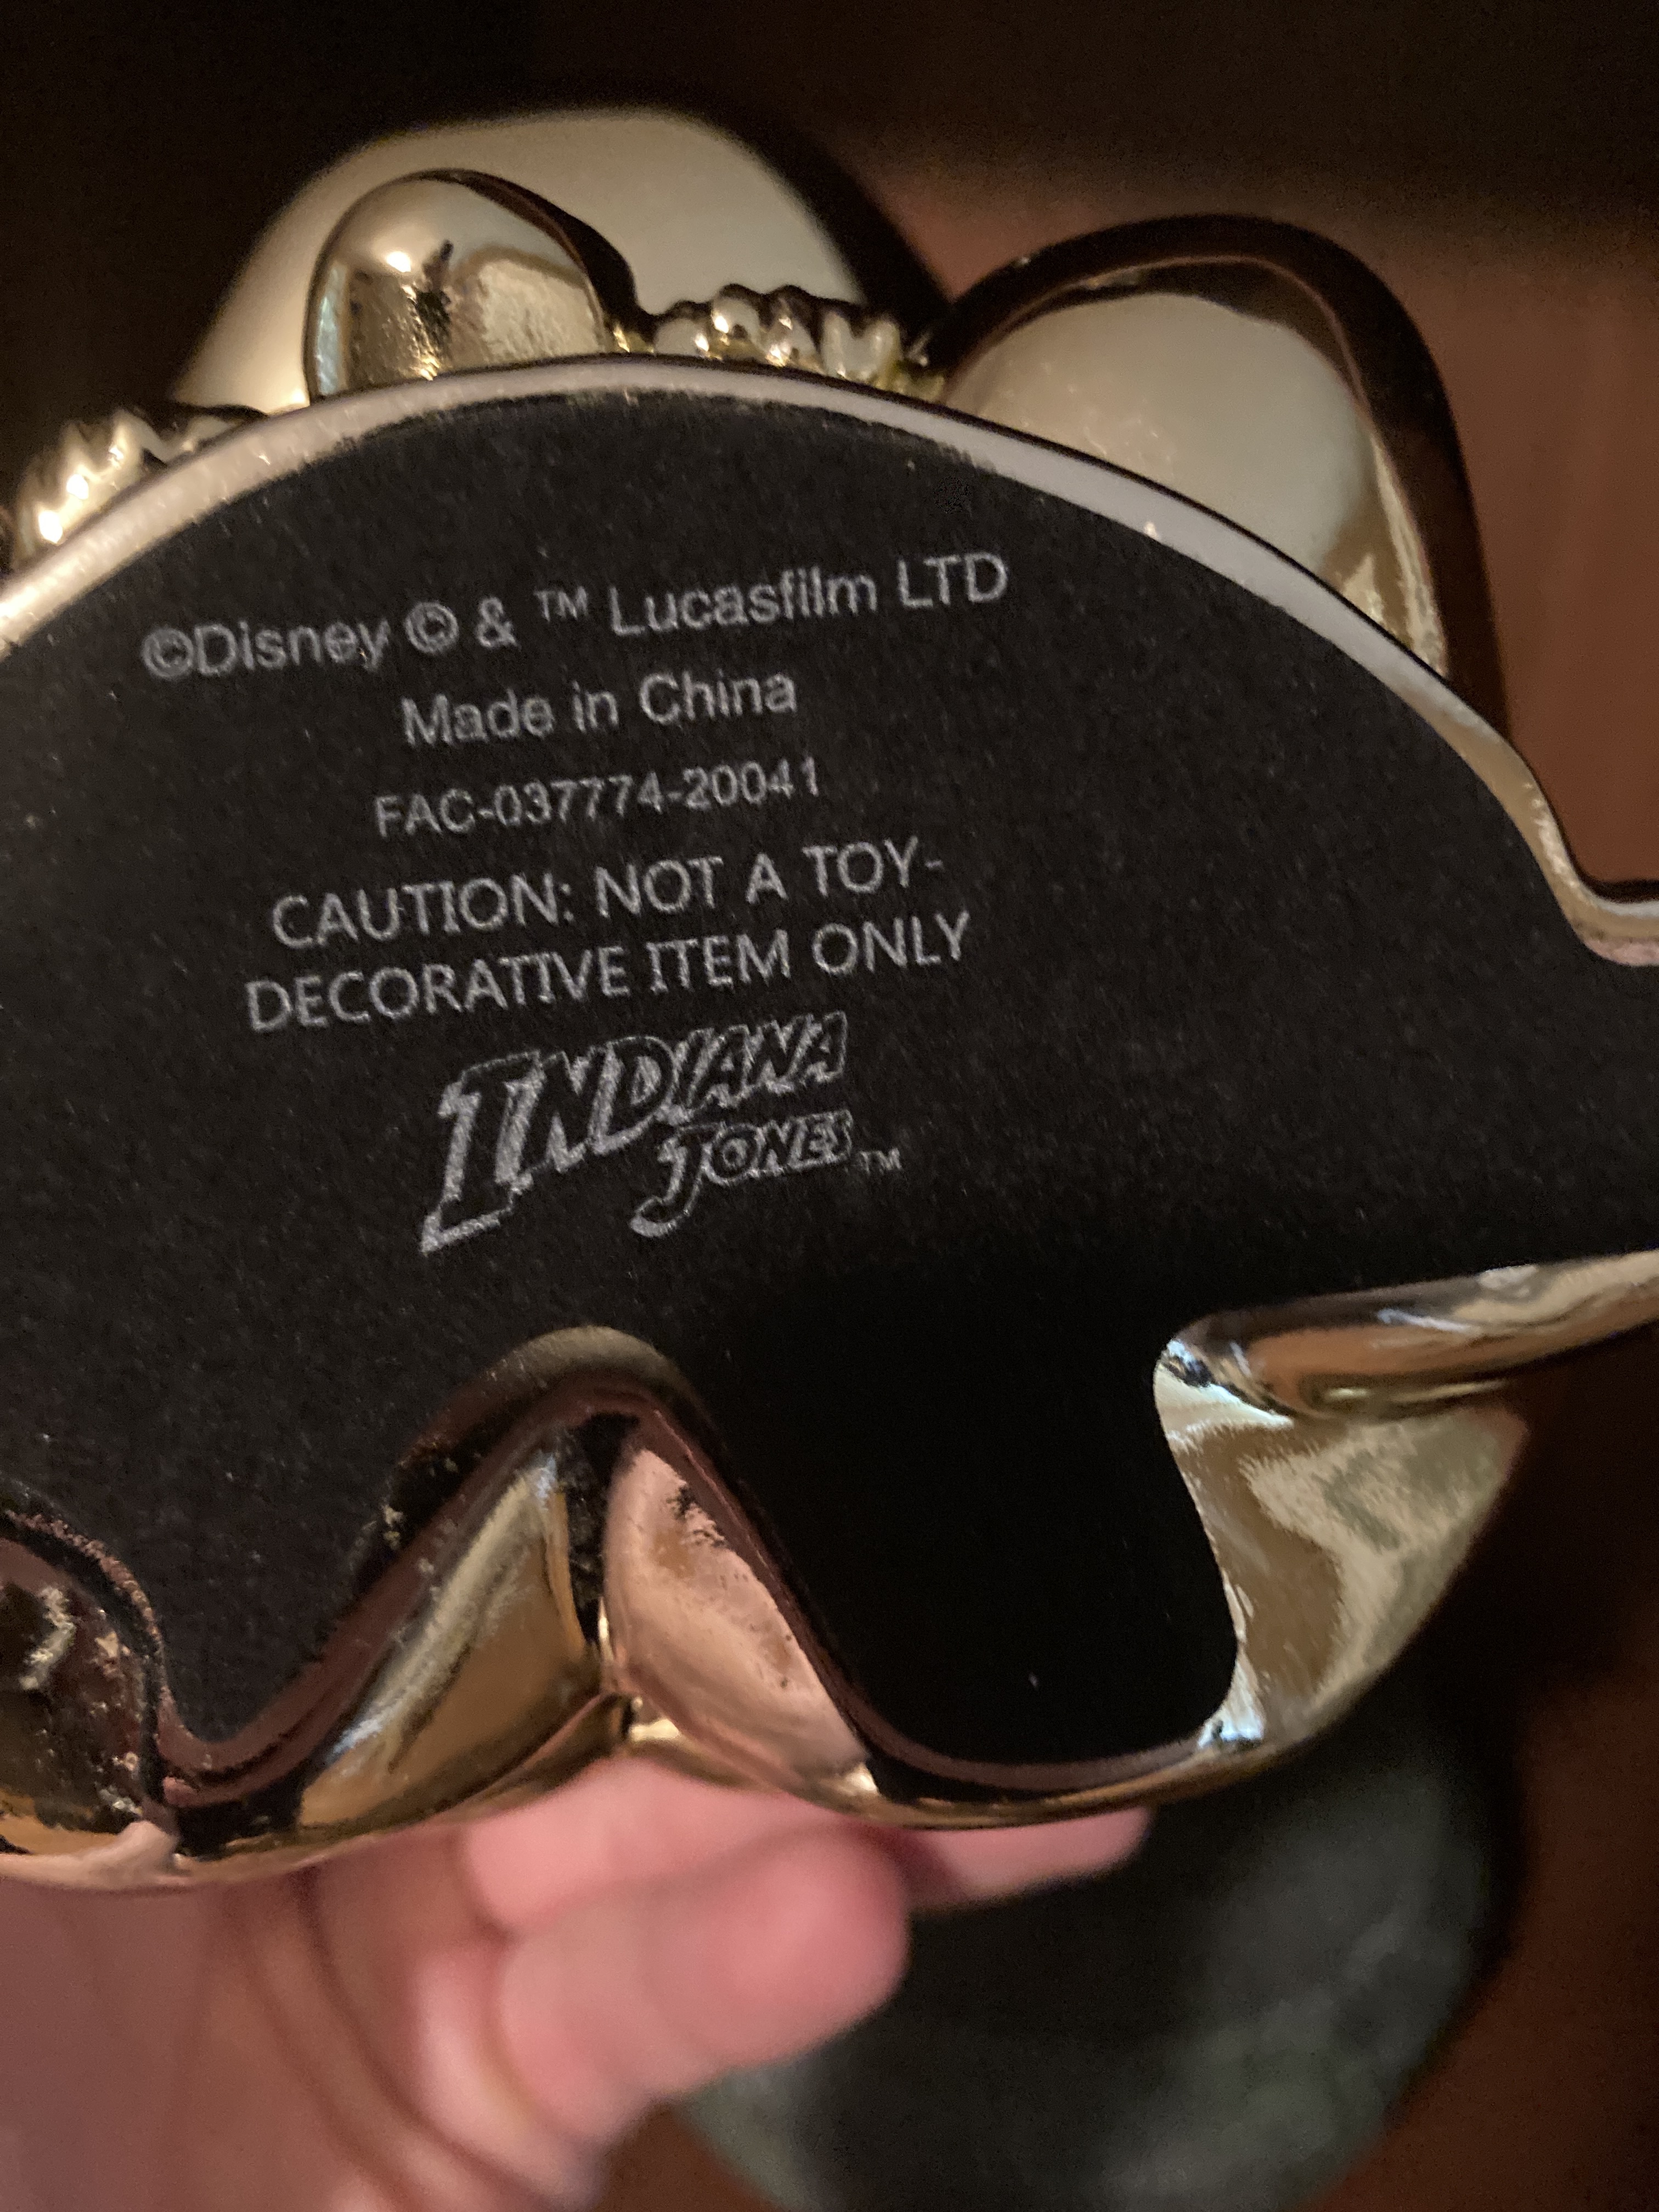 ©Disney © & ™ Lucasfilm LTD
Made in China
FAC-037774-20041
CAUTION: NOT A TOY-
DECORATIVE ITEM ONLY
INDIANA
JONES™